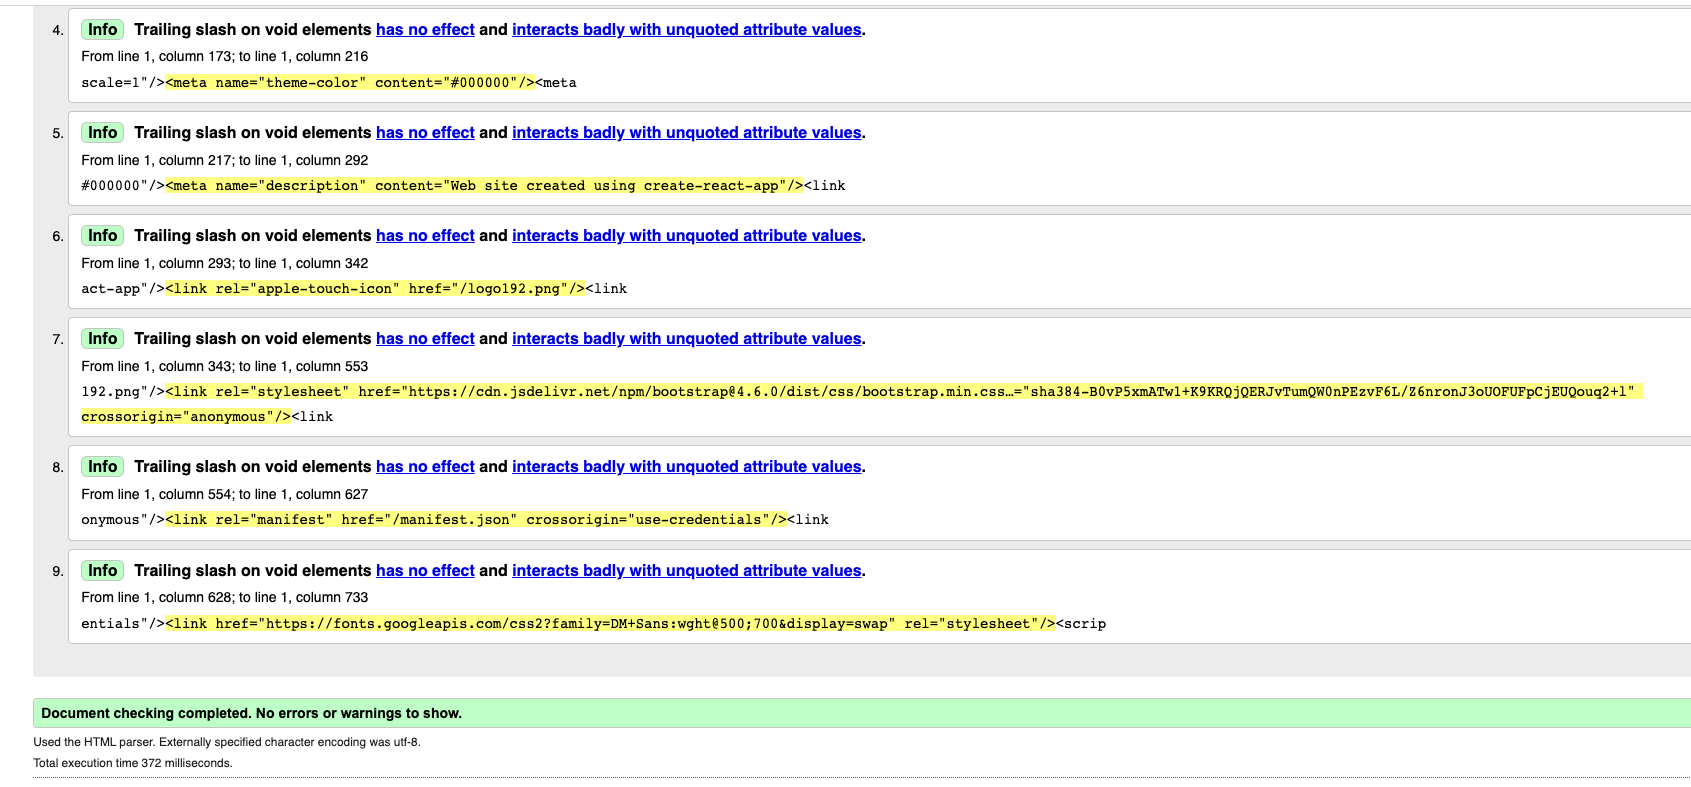 4. Info Trailing slash on void elements has no effect and interacts badly with unquoted attribute values.
From line 1, column 173; to line 1, column 216
scale=1"/><meta name="theme-color" content="#000000"/><meta
5. Info Trailing slash on void elements has no effect and interacts badly with unquoted attribute values.
From line 1, column 217; to line 1, column 292
#000000"/><meta name="description" content="Web site created using create-react-app"/><link
6. Info Trailing slash on void elements has no effect and interacts badly with unquoted attribute values.
From line 1, column 293; to line 1, column 342
act-app"/><link rel="apple-touch-icon" href="/logo192.png"/><link
7. Info Trailing slash on void elements has no effect and interacts badly with unquoted attribute values.
From line 1, column 343; to line 1, column 553
192.png"/><link rel="stylesheet" href="https://cdn.jsdelivr.net/npm/bootstrap@4.6.0/dist/css/bootstrap.min.css…="sha384-B0vP5xmATw1+K9KRQjQERJvTumQW0nPEzvF6L/Z6nronJ3oUOFUFpCjEUQouq2+l"
crossorigin="anonymous"/><link
8. Info Trailing slash on void elements has no effect and interacts badly with unquoted attribute values.
From line 1, column 554; to line 1, column 627
onymous"/><link rel="manifest" href="/manifest.json" crossorigin="use-credentials"/><link
9. Info Trailing slash on void elements has no effect and interacts badly with unquoted attribute values.
From line 1, column 628; to line 1, column 733
entials"/><link href="https://fonts.googleapis.com/css2?family=DM+Sans:wght@500;700&display=swap" rel="stylesheet"/><scrip
Document checking completed. No errors or warnings to show.
Used the HTML parser. Externally specified character encoding was utf-8.
Total execution time 372 milliseconds.